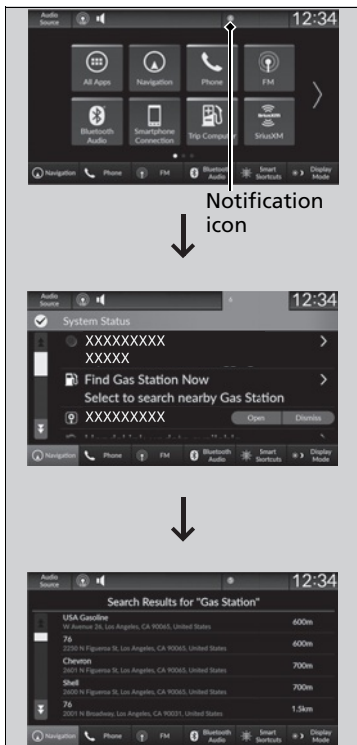 Audio
Source
12:34
All Apps
Navigation
Phone
FM
Bluetooth
Audio
Smartphone
Connection
Trip Computer
SiriusXM
Navigation
Phone
FM
Bluetooth
Audio
Smart
Shortcuts
Display
Mode
Notification
icon
Audio
Source
12:34
System Status
XXXXXXXXX
XXXXX
Find Gas Station Now
Select to search nearby Gas Station
XXXXXXXXX
Open
Dismiss
Navigation
Phone
FM
Bluetooth
Audio
Smart
Shortcuts
Display
Mode
Audio
Source
12:34
Search Results for "Gas Station"
USA Gasoline
W Avenue 26, Los Angeles, CA 90065, United States
600m
76
2250 N Figueroa St, Los Angeles, CA 90065, United States
600m
Chevron
2601 N Figueroa St, Los Angeles, CA 90065, United States
700m
Shell
2600 N Figueroa St, Los Angeles, CA 90065, United States
700m
76
2001 N Broadway, Los Angeles, CA 90031, United States
1.5km
Navigation
Phone
FM
Bluetooth
Audio
Smart
Shortcuts
Display
Mode